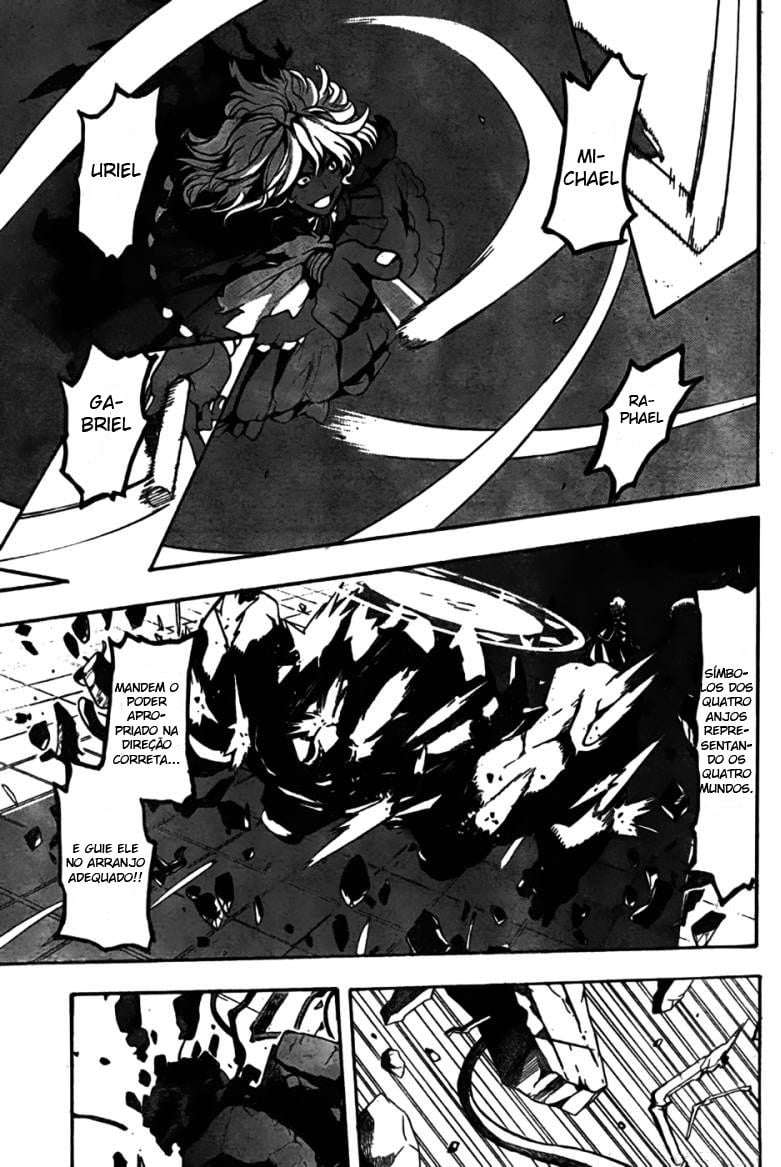 MI-
CHAEL
URIEL
RA-
PHAEL
GA-
BRIEL
SÍMBO-
LOS DOS
QUATRO
ANJOS
REPRE-
SENTAN-
DO OS
QUATRO
MUNDOS.
MANDEM O
PODER
APRO-
PRIADO NA
DIREÇÃO
CORRETA...
E GUIE ELE
NO ARRANJO
ADEQUADO!!